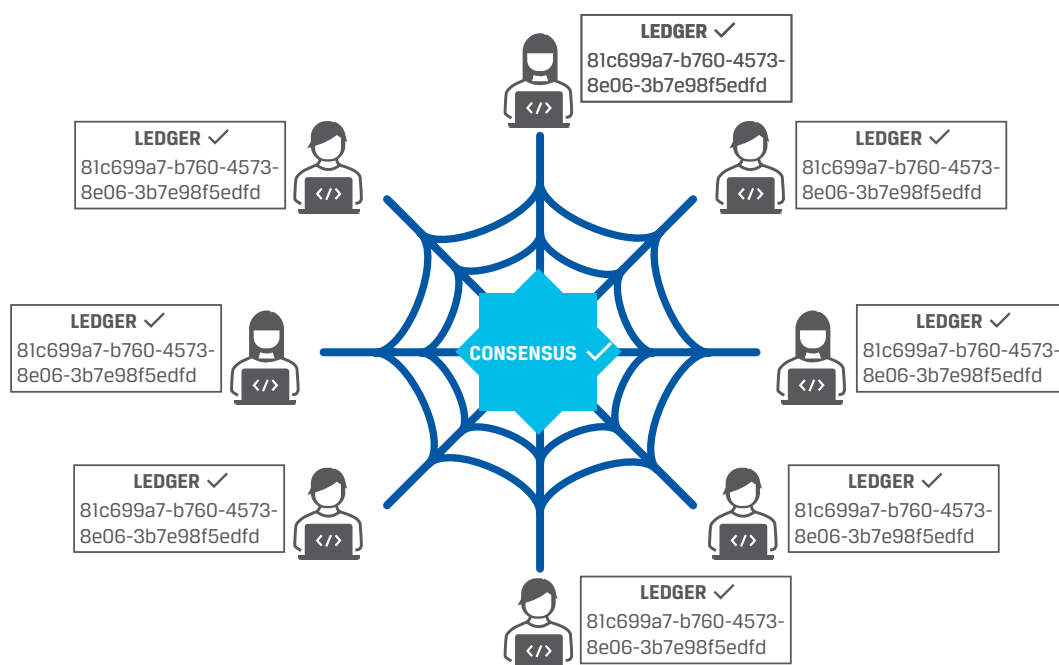 LEDGER ✓
81c699a7-b760-4573-
8e06-3b7e98f5edfd
</>
LEDGER ✓
81c699a7-b760-4573-
8e06-3b7e98f5edfd
</>
LEDGER ✓
81c699a7-b760-4573-
8e06-3b7e98f5edfd
</>
LEDGER ✓
81c699a7-b760-4573-
8e06-3b7e98f5edfd
</>
CONSENSUS ✓
LEDGER ✓
81c699a7-b760-4573-
8e06-3b7e98f5edfd
</>
LEDGER ✓
81c699a7-b760-4573-
8e06-3b7e98f5edfd
</>
LEDGER ✓
81c699a7-b760-4573-
8e06-3b7e98f5edfd
</>
LEDGER ✓
81c699a7-b760-4573-
8e06-3b7e98f5edfd
</>